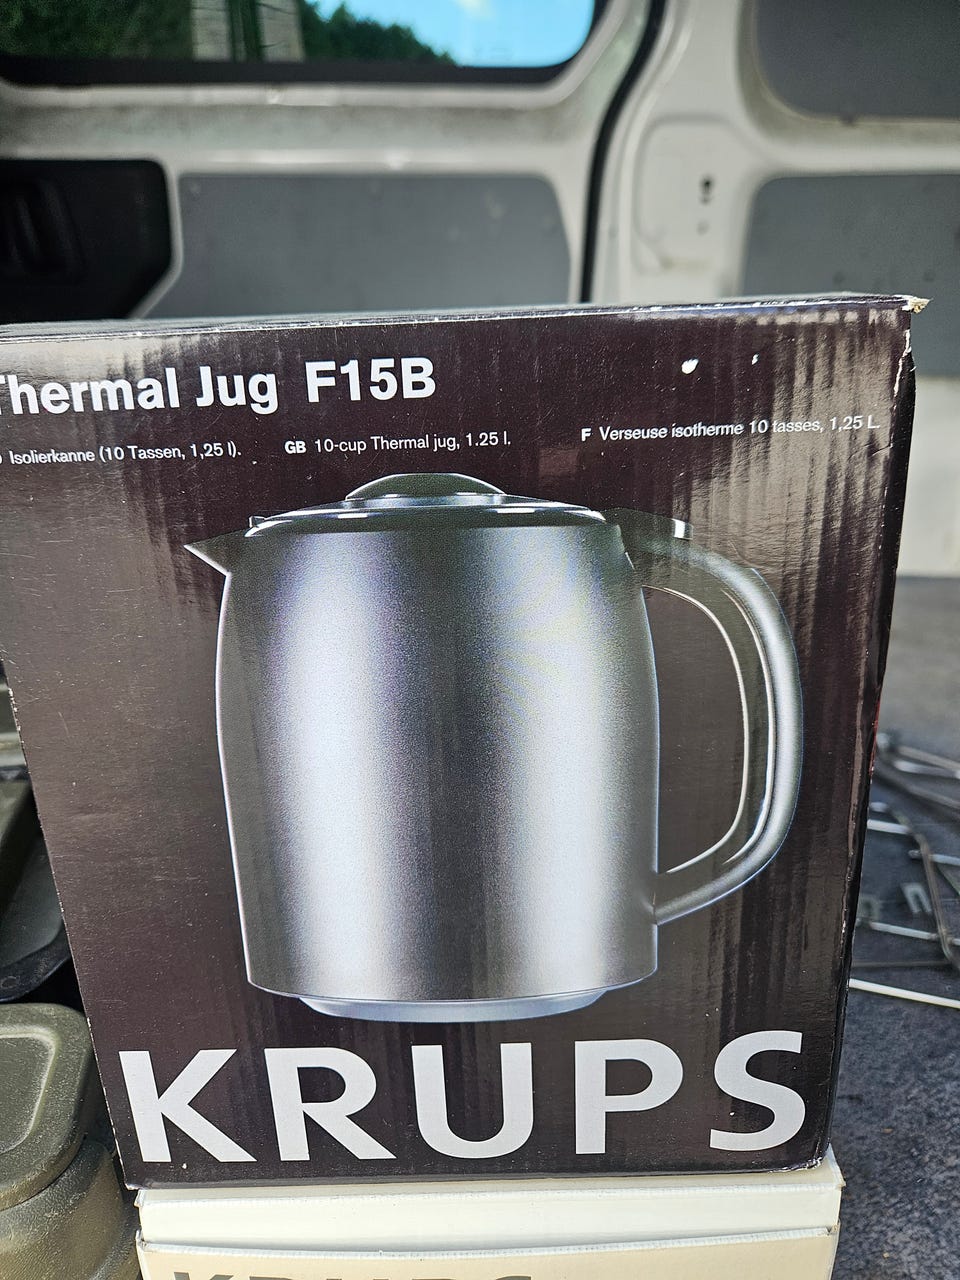 Thermal Jug F15B
Isolierkanne (10 Tassen, 1,25 l).
GB 10-cup Thermal jug, 1.25 l.
F Verseuse isotherme 10 tasses, 1,25 L.
KRUPS
KRUPS